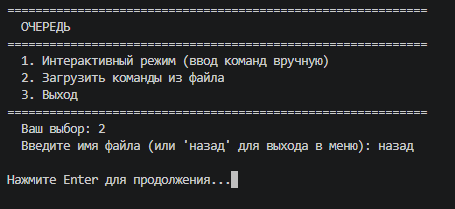 ============================================================
ОЧЕРЕДЬ
============================================================
1. Интерактивный режим (ввод команд вручную)
2. Загрузить команды из файла
3. Выход
============================================================
Ваш выбор: 2
Введите имя файла (или 'назад' для выхода в меню): назад
Нажмите Enter для продолжения...